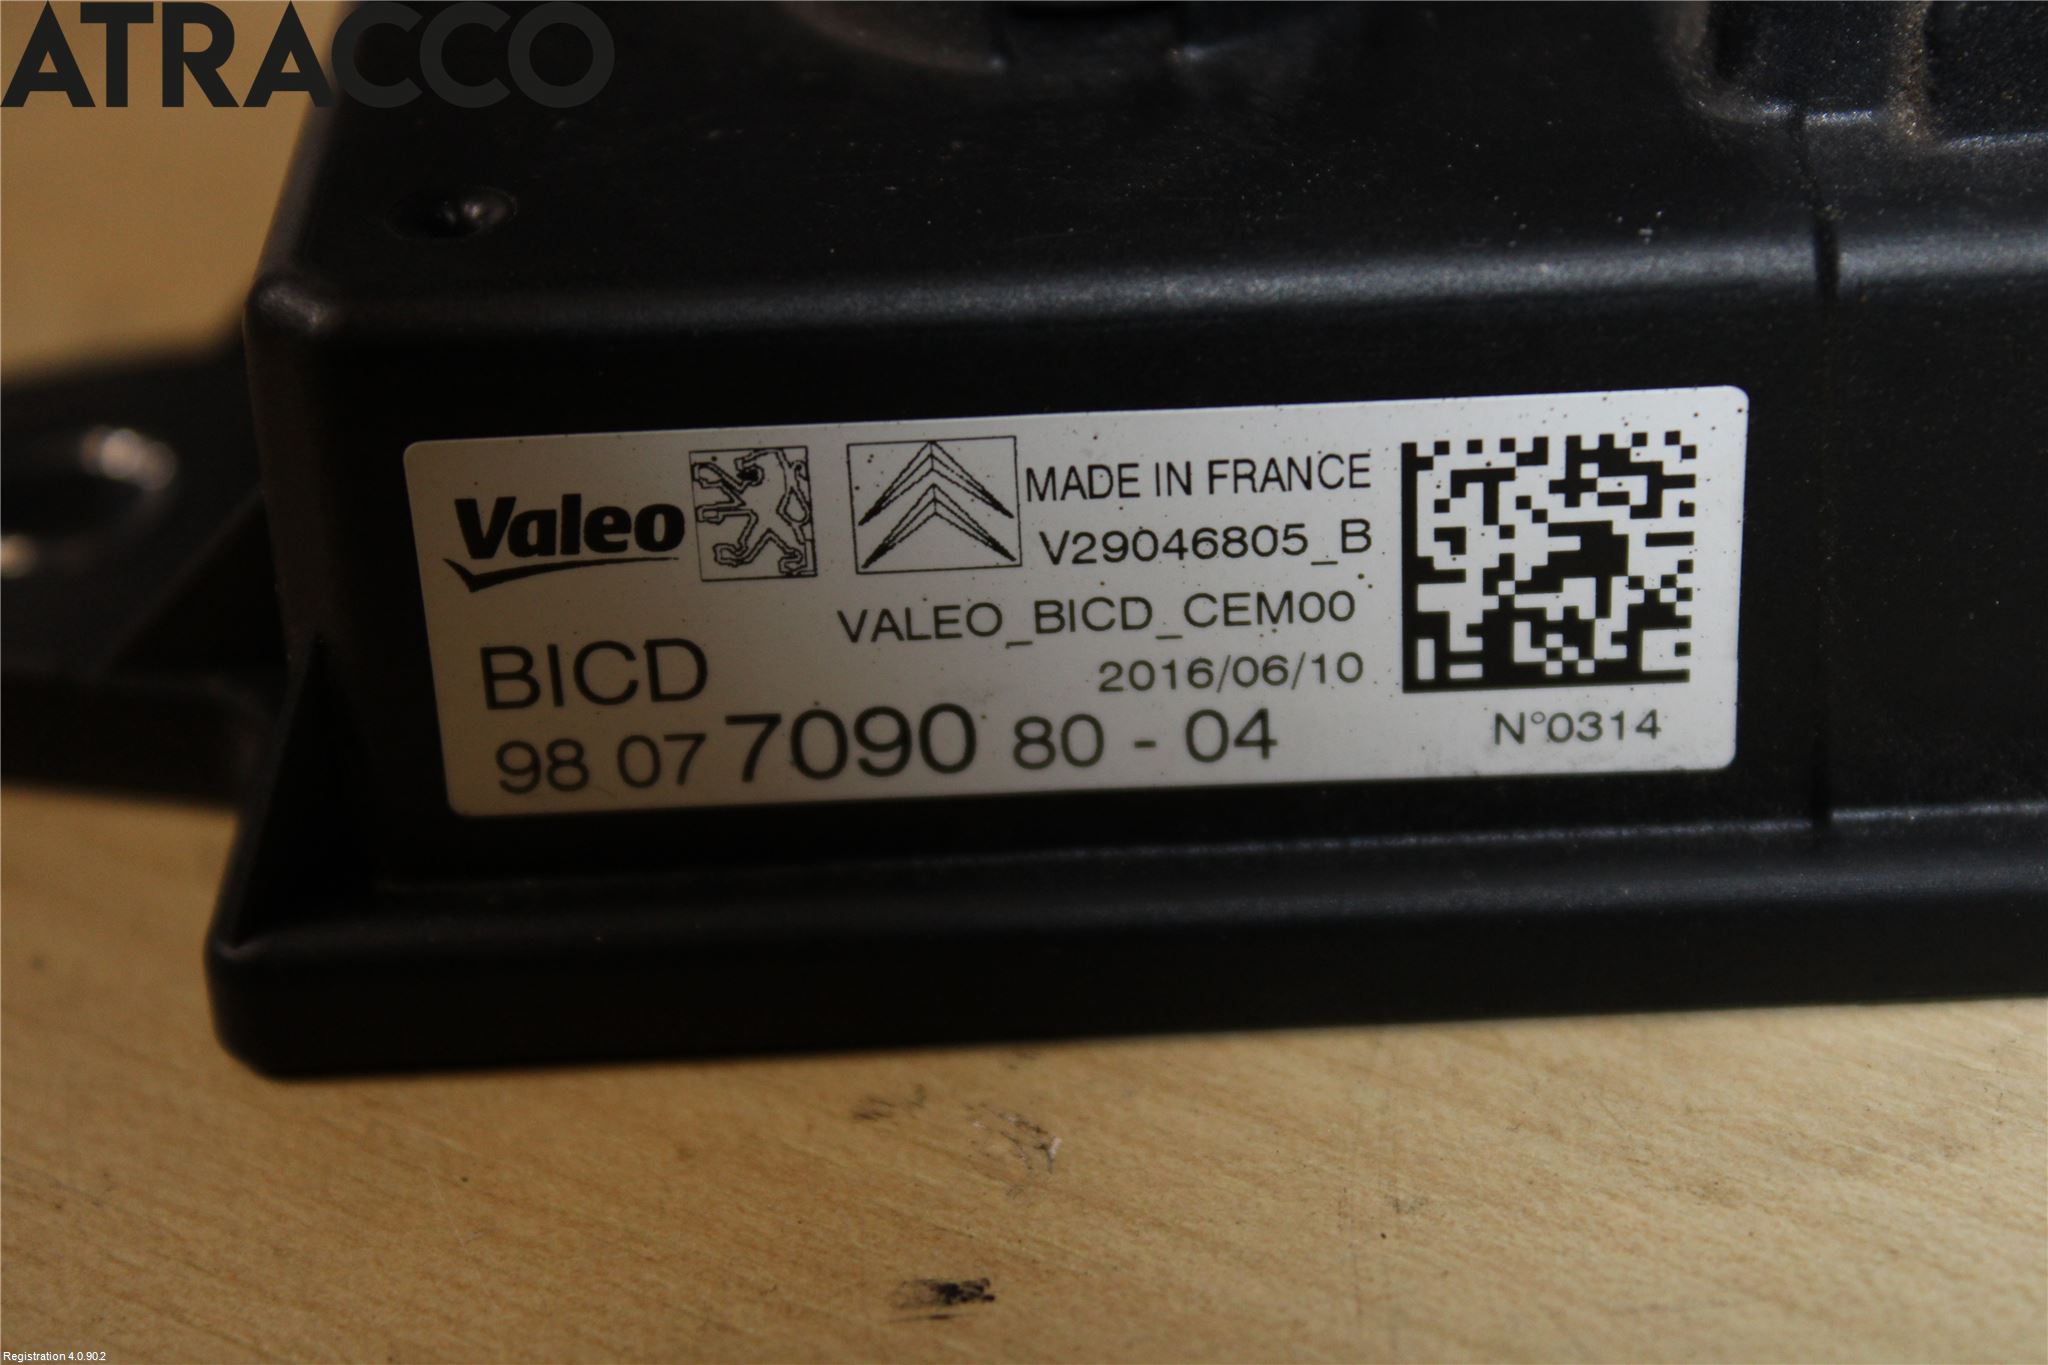 ATRACCO
Valeo
MADE IN FRANCE
V29046805_B
VALEO_BICD_CEM00
BICD
2016/06/10
98 07 7090 80 - 04
N°0314
Registration 4.0.90.2